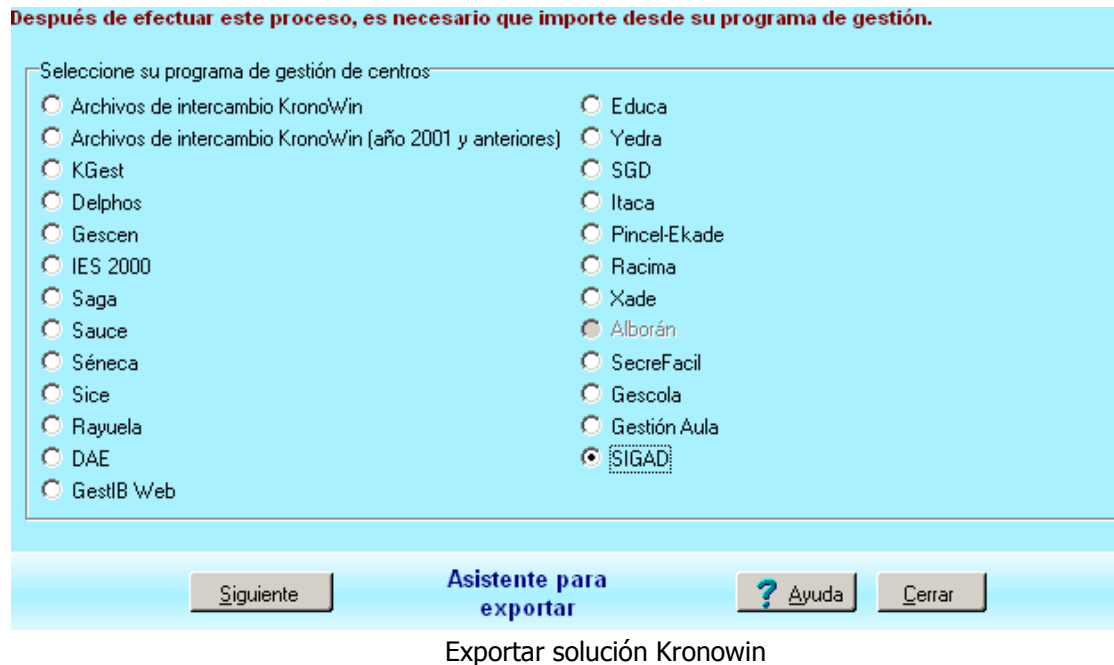 Después de efectuar este proceso, es necesario que importe desde su programa de gestión.
Seleccione su programa de gestión de centros
Archivos de intercambio KronoWin
Archivos de intercambio KronoWin (año 2001 y anteriores)
KGest
Delphos
Gescen
IES 2000
Saga
Sauce
Séneca
Sice
Rayuela
DAE
GestIB Web
Educa
Yedra
SGD
Itaca
Pincel-Ekade
Racima
Xade
Alborán
SecreFacil
Gescola
Gestión Aula
SIGAD
Siguiente
Asistente para
exportar
? Ayuda
Cerrar
Exportar solución Kronowin